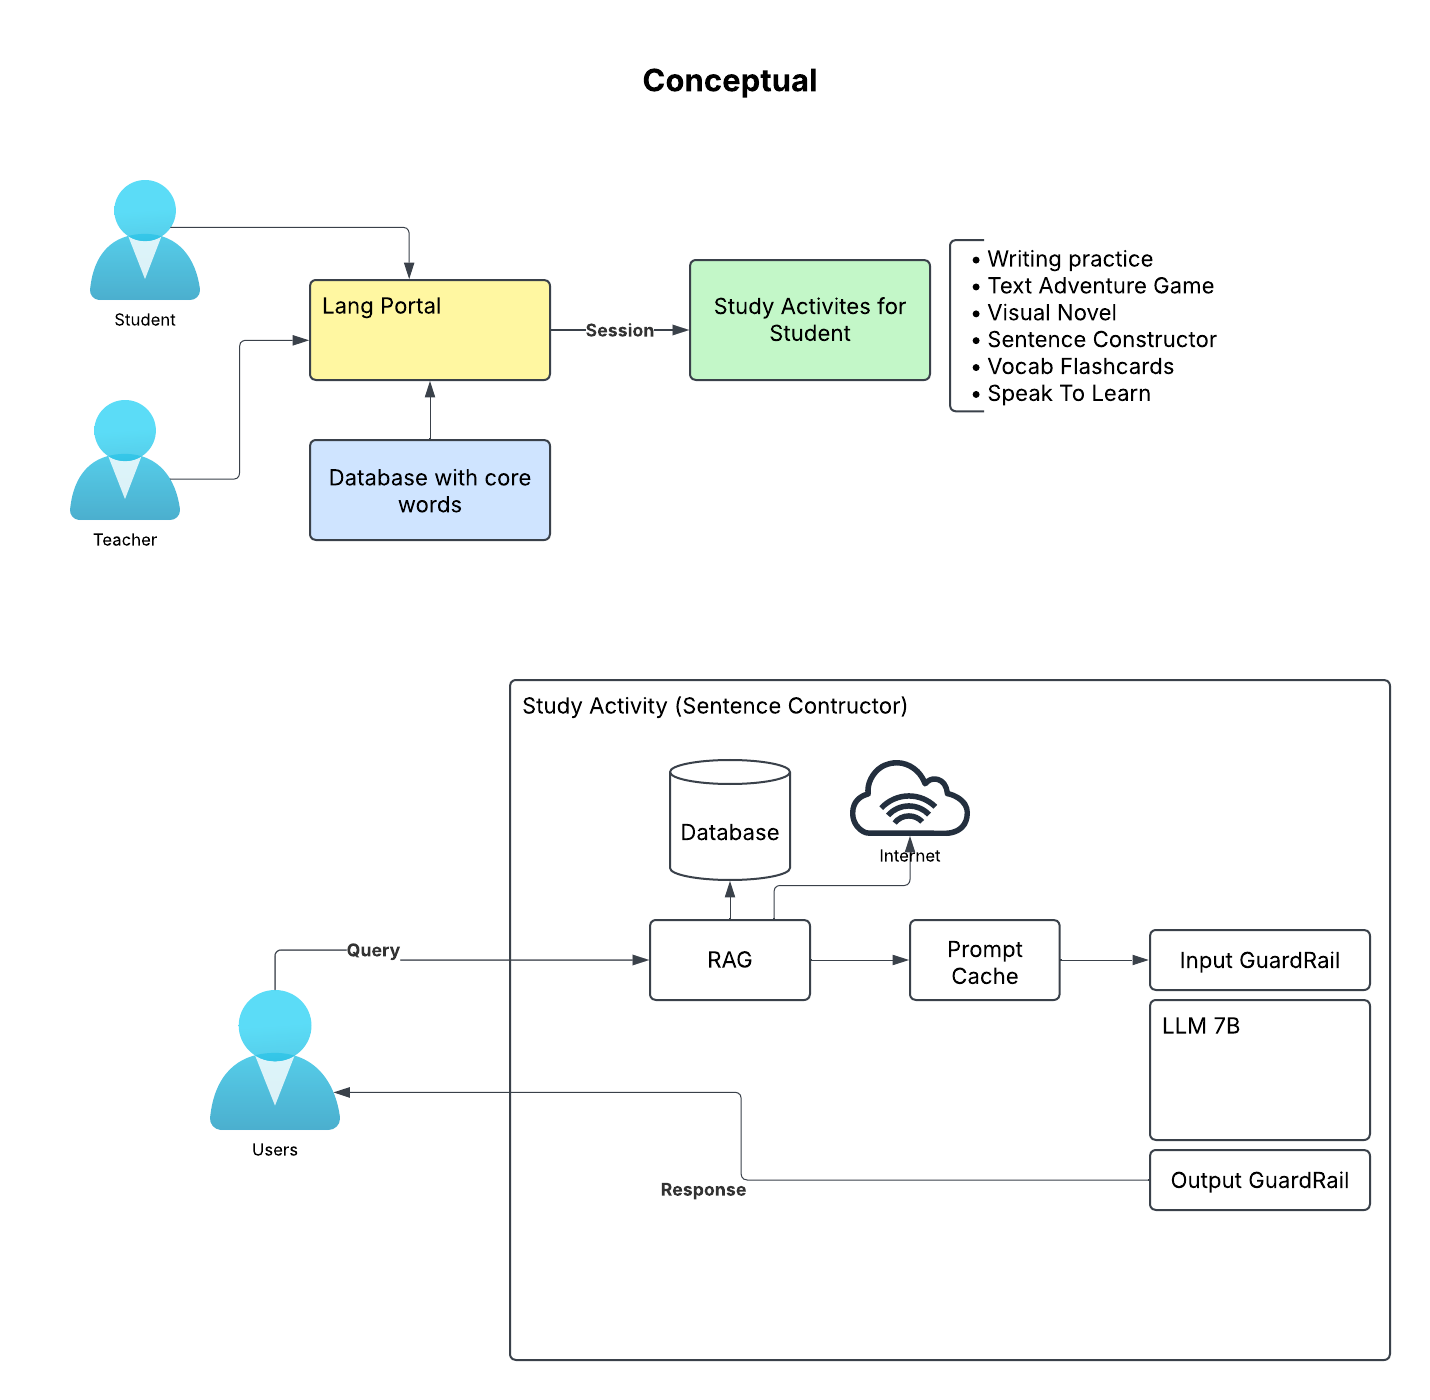 Conceptual
Student
Lang Portal
Session
Study Activites for
Student
• Writing practice
• Text Adventure Game
• Visual Novel
• Sentence Constructor
• Vocab Flashcards
• Speak To Learn
Teacher
Database with core
words
Study Activity (Sentence Contructor)
Database
Internet
Query
RAG
Prompt
Cache
Input GuardRail
LLM 7B
Users
Response
Output GuardRail